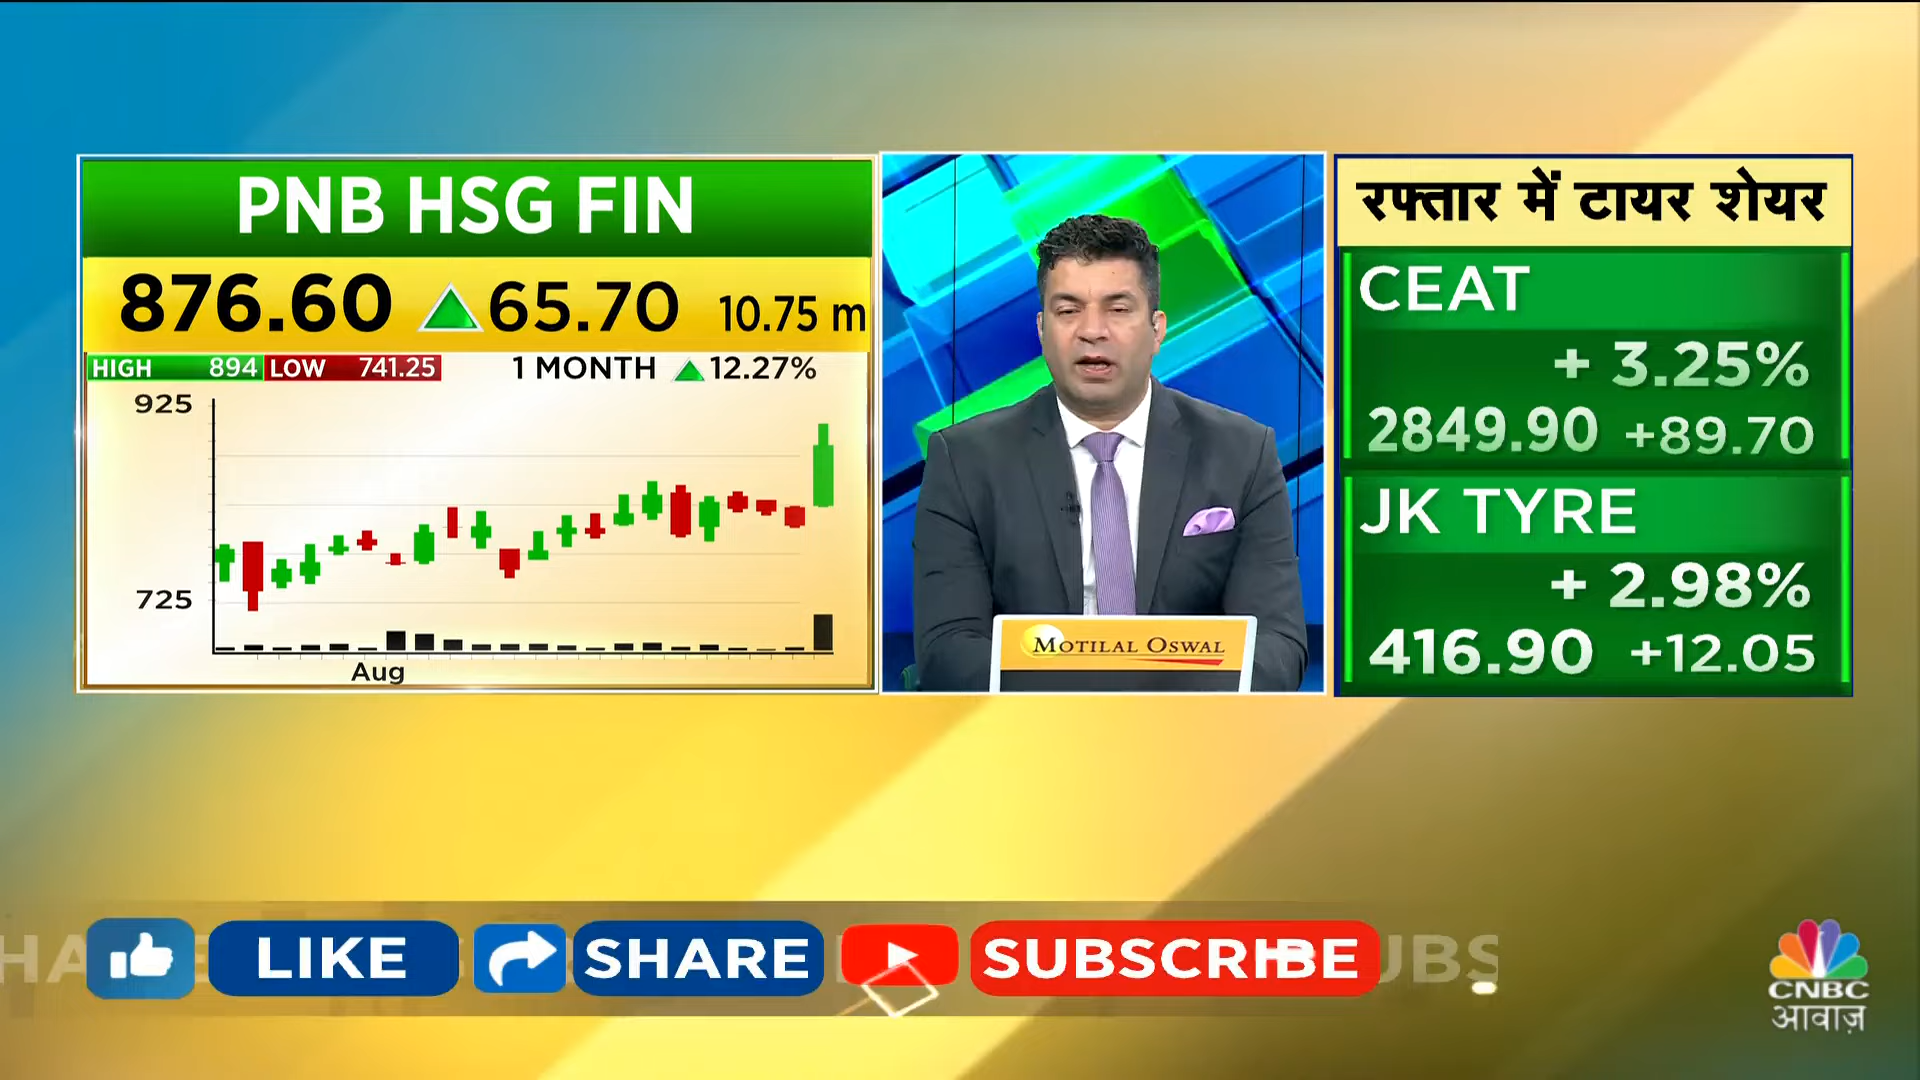 PNB HSG FIN
876.60 ▲ 65.70 10.75 m
HIGH 894 LOW 741.25 1 MONTH ▲ 12.27%
925
725
Aug
MOTILAL OSWAL
रफ्तार में टायर शेयर
CEAT
+ 3.25%
2849.90 +89.70
JK TYRE
+ 2.98%
416.90 +12.05
LIKE SHARE SUBSCRIBE
CNBC
आवाज़